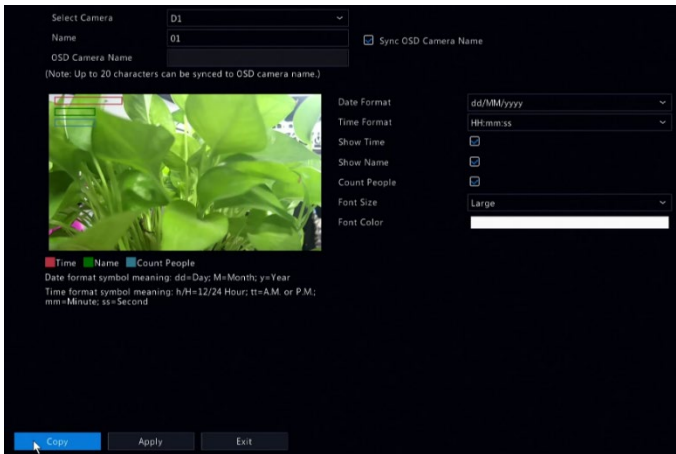 Select Camera D1
Name 01 Sync OSD Camera Name
OSD Camera Name
(Note: Up to 20 characters can be synced to OSD camera name.)
Date Format dd/MM/yyyy
Time Format HH:mm:ss
Show Time
Show Name
Count People
Font Size Large
Font Color
Time Name Count People
Date format symbol meaning: dd=Day; M=Month; y=Year
Time format symbol meaning: h/H=12/24 Hour; tt=A.M. or P.M.;
mm=Minute; ss=Second
Copy Apply Exit